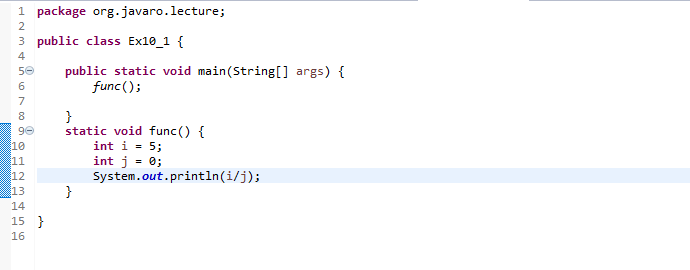 1 package org.javaro.lecture;
2
3 public class Ex10_1 {
4
5 public static void main(String[] args) {
6 func();
7
8 }
9 static void func() {
10 int i = 5;
11 int j = 0;
12 System.out.println(i/j);
13 }
14
15 }
16